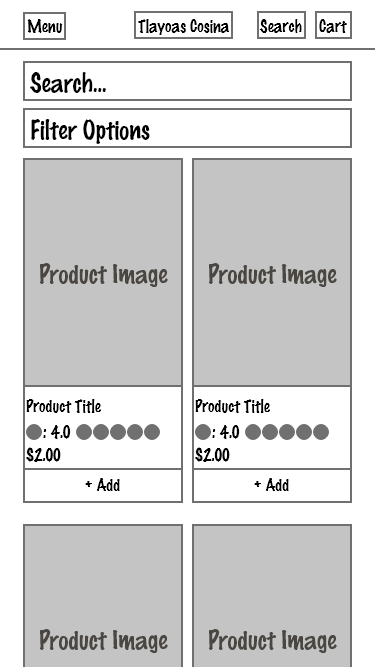 Menu Tlayoas Cosina Search Cart
Search...
Filter Options
Product Image Product Image
Product Title Product Title
: 4.0 : 4.0
$2.00 $2.00
+ Add + Add
Product Image Product Image